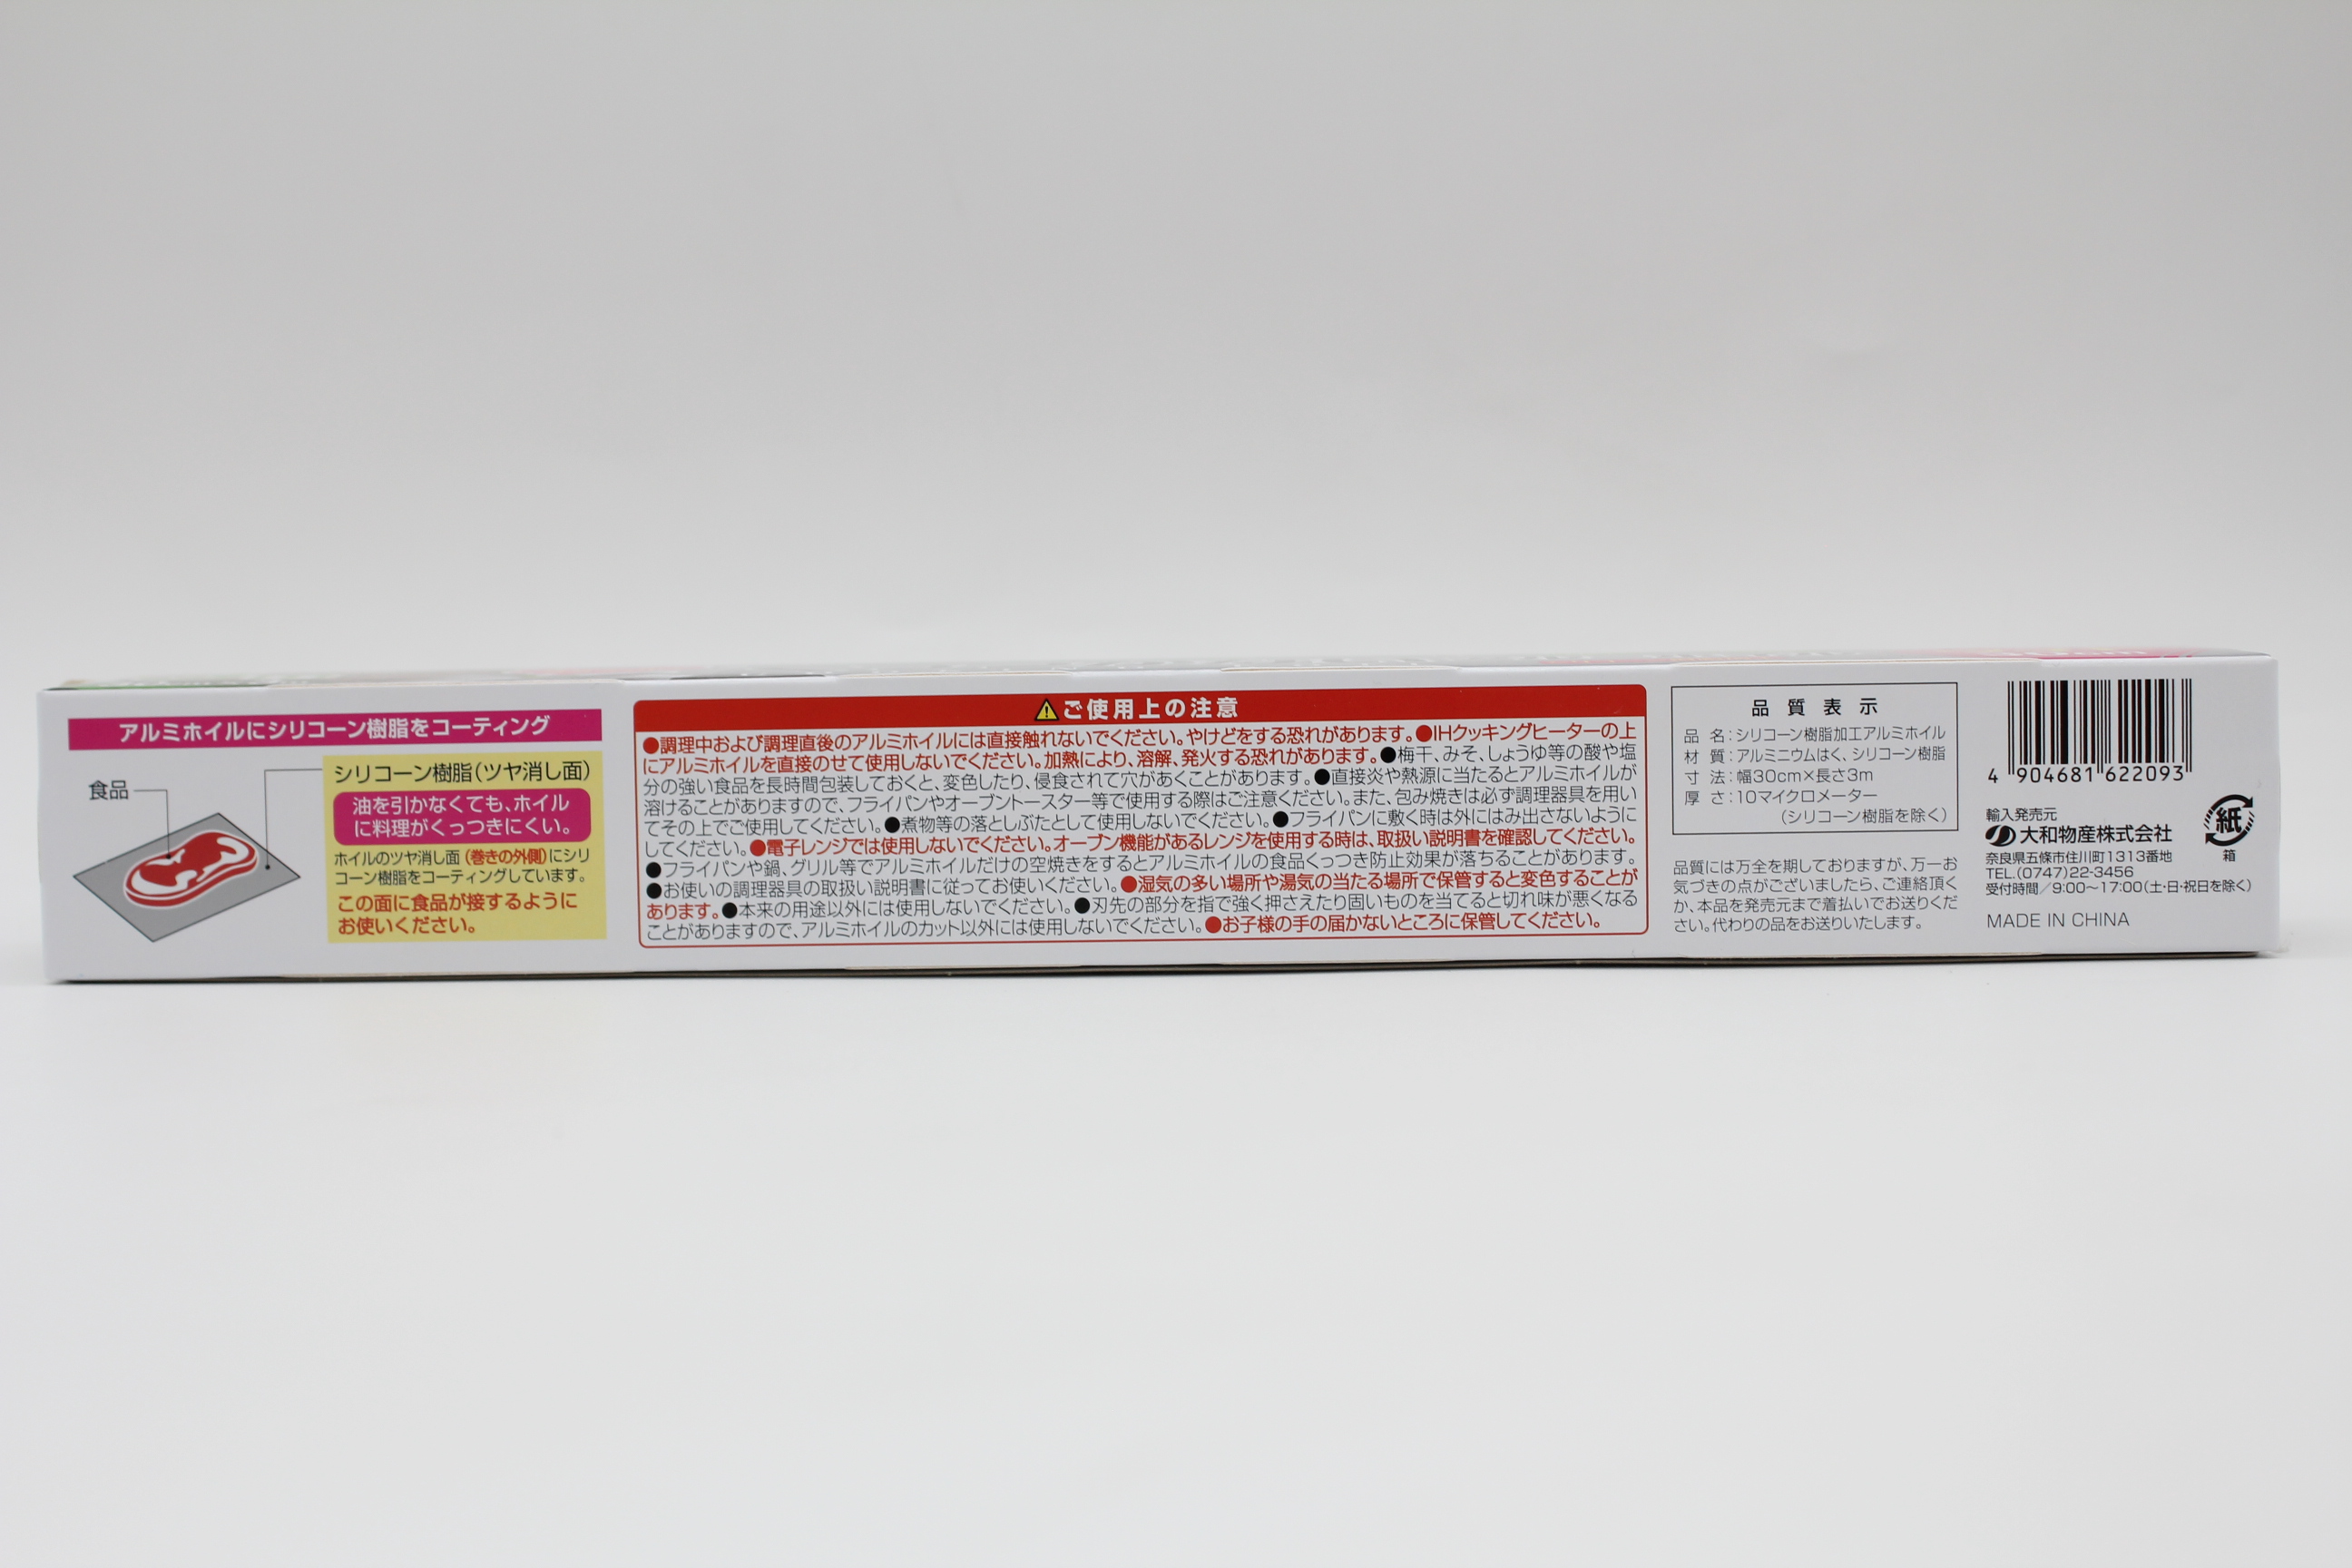 アルミホイルにシリコーン樹脂をコーティング
食品
シリコーン樹脂(ツヤ消し面)
油を引かなくても、ホイル
に料理がくっつきにくい。
ホイルのツヤ消し面(巻きの外側)にシリ
コーン樹脂をコーティングしています。
この面に食品が接するように
お使いください。
ご使用上の注意
●調理中および調理直後のアルミホイルには直接触れないでください。やけどをする恐れがあります。●IHクッキングヒーターの上
にアルミホイルを直接のせて使用しないでください。加熱により、溶解、発火する恐れがあります。●梅干、みそ、しょうゆ等の酸や塩
分の強い食品を長時間包装しておくと、変色したり、侵食されて穴があくことがあります。●直接炎や熱源に当たるとアルミホイルが
溶けることがありますので、フライパンやオーブントースター等で使用する際はご注意ください。また、包み焼きは必ず調理器具を用い
てその上でご使用してください。●煮物等の落としぶたとして使用しないでください。●フライパンに敷く時は外にはみ出さないように
してください。●電子レンジでは使用しないでください。オーブン機能があるレンジを使用する時は、取扱い説明書を確認してください。
●フライパンや鍋、グリル等でアルミホイルだけの空焼きをするとアルミホイルの食品くっつき防止効果が落ちることがあります。
●お使いの調理器具の取扱い説明書に従ってお使いください。●湿気の多い場所や湯気の当たる場所で保管すると変色することが
あります。●本来の用途以外には使用しないでください。●刃先の部分を指で強く押さえたり固いものを当てると切れ味が悪くなる
ことがありますので、アルミホイルのカット以外には使用しないでください。●お子様の手の届かないところに保管してください。
品質表示
品 名:シリコーン樹脂加工アルミホイル
材 質:アルミニウムはく、シリコーン樹脂
寸 法:幅30cm×長さ3m
厚 さ:10マイクロメーター
(シリコーン樹脂を除く)
品質には万全を期しておりますが、万一お
気づきの点がございましたら、ご連絡頂く
か、本品を発売元まで着払いでお送りくだ
さい。代わりの品をお送りいたします。
4 904681 622093
輸入発売元
大和物産株式会社
奈良県五條市住川町1313番地
TEL.(0747)22-3456
受付時間/9:00〜17:00(土・日・祝日を除く)
MADE IN CHINA
紙
箱